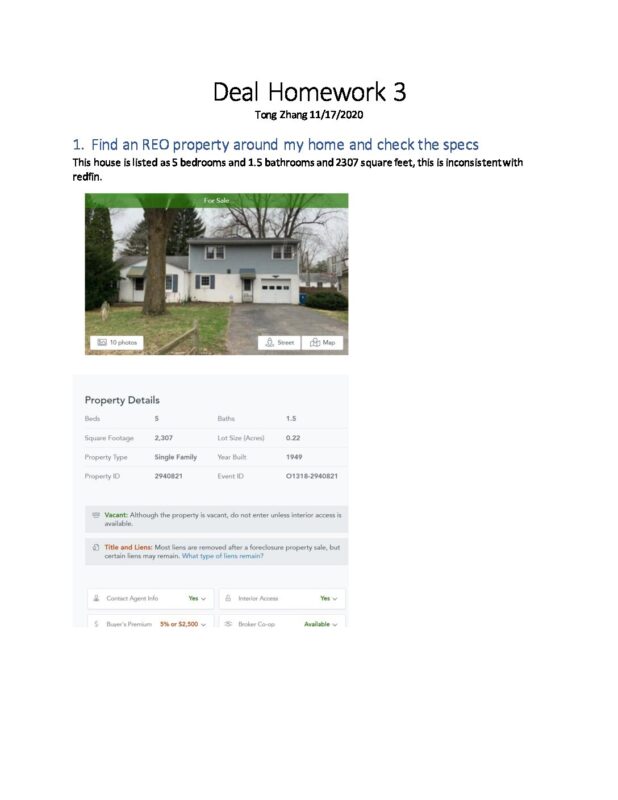 Deal Homework 3
Tong Zhang 11/17/2020
1. Find an REO property around my home and check the specs
This house is listed as 5 bedrooms and 1.5 bathrooms and 2307 square feet, this is inconsistent with
redfin.
For Sale
10 photos
Street
Map
Property Details
Beds 5 Baths 1.5
Square Footage 2,307 Lot Size (Acres) 0.22
Property Type Single Family Year Built 1949
Property ID 2940821 Event ID O1318-2940821
Vacant: Although the property is vacant, do not enter unless interior access is
available.
Title and Liens: Most liens are removed after a foreclosure property sale, but
certain liens may remain. What type of liens remain?
Contact Agent Info Yes Interior Access Yes
Buyer's Premium 5% or $2,500 Broker Co-op Available